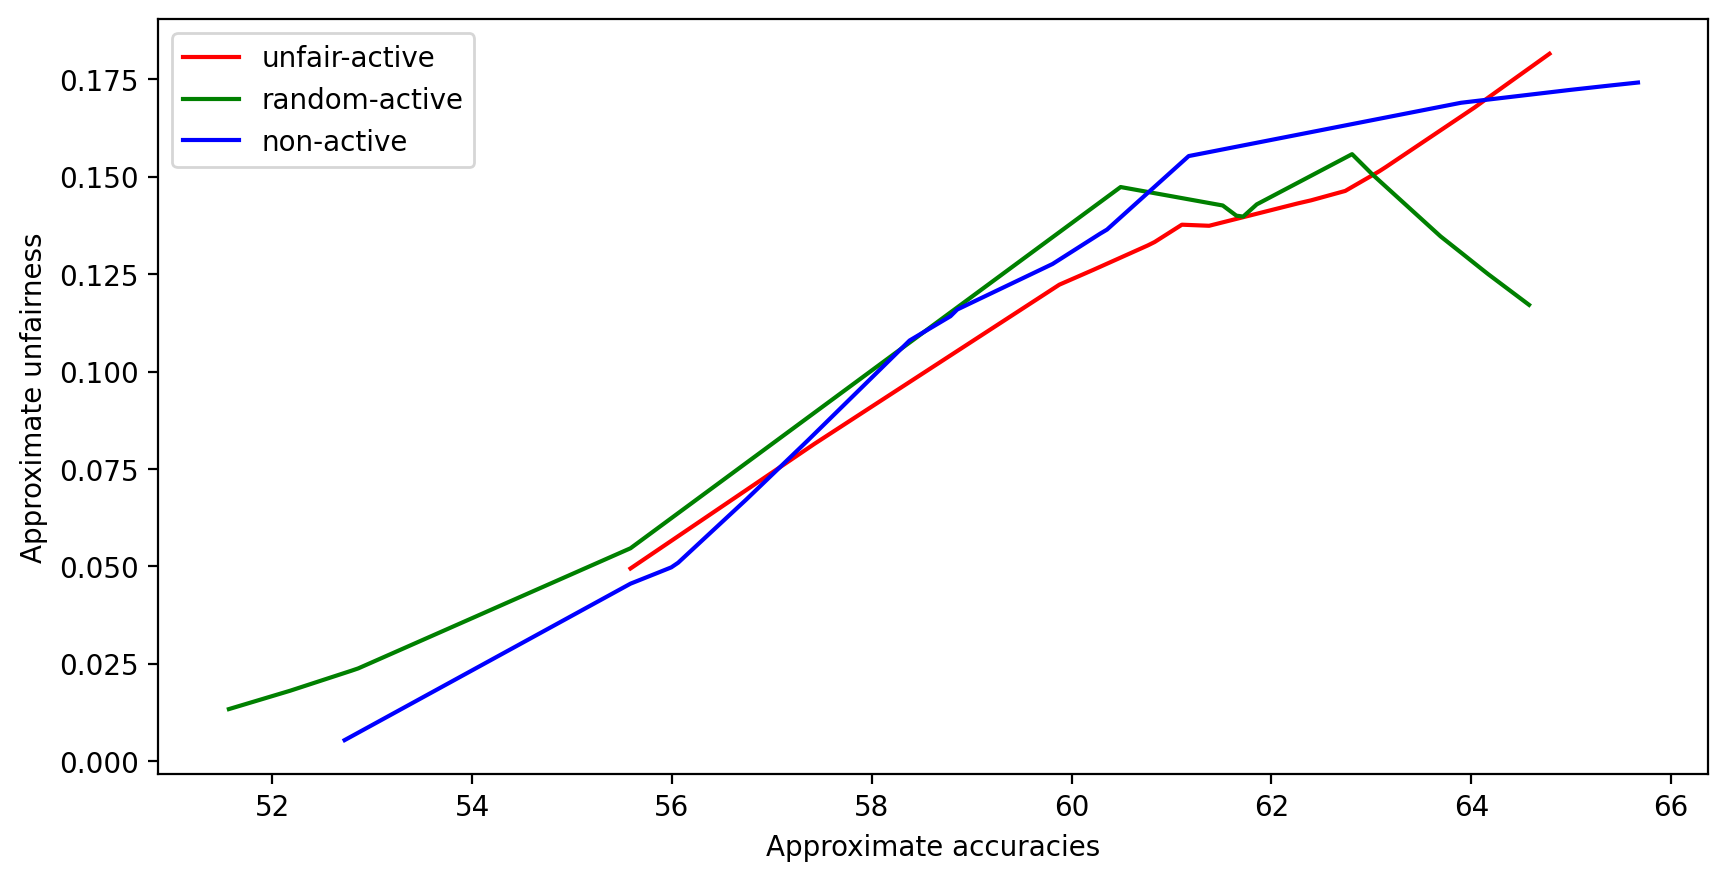 unfair-active
random-active
non-active
0.175
0.150
0.125
0.100
0.075
0.050
0.025
0.000
Approximate unfairness
52 54 56 58 60 62 64 66
Approximate accuracies